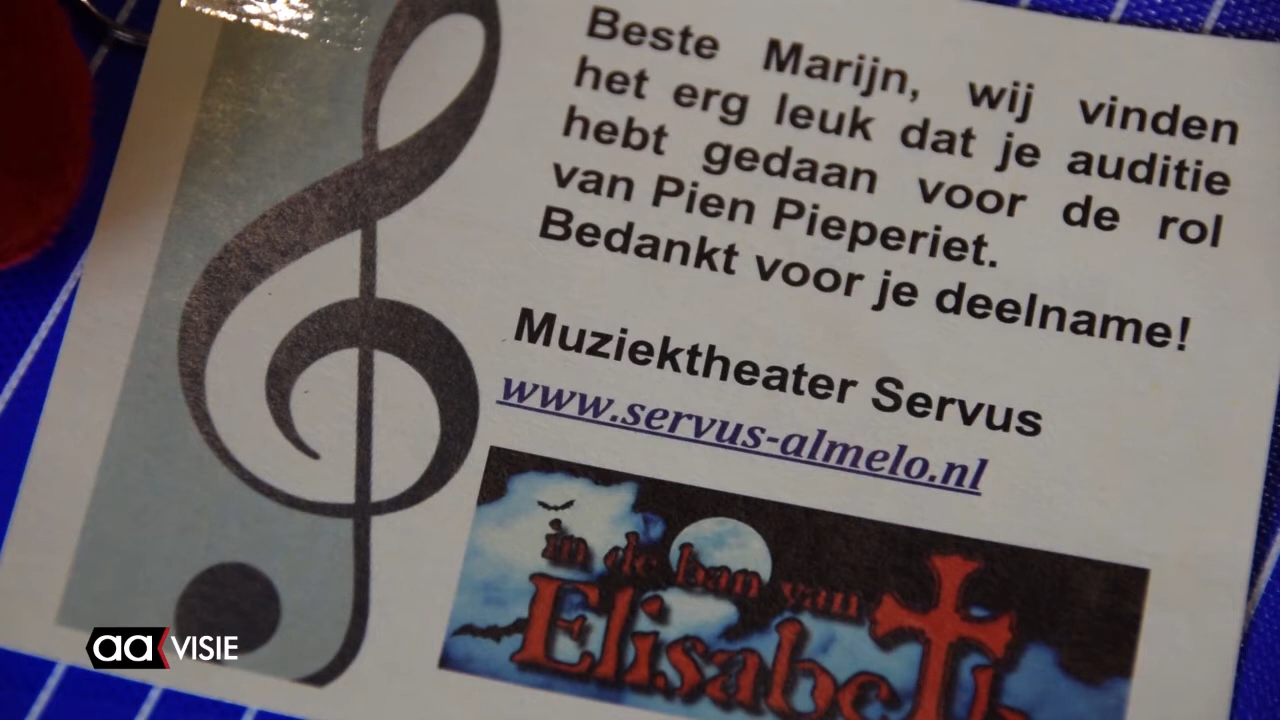 Beste Marijn, wij vinden
het erg leuk dat je auditie
hebt gedaan voor de rol
van Pien Pieperiet.
Bedankt voor je deelname!
Muziektheater Servus
www.servus-almelo.nl
in de ban van
Elisabeth
aa VISIE